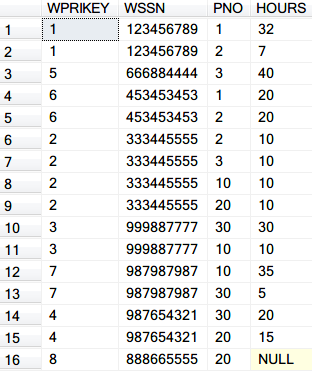 WPRIKEY WSSN PNO HOURS
1 1 123456789 1 32
2 1 123456789 2 7
3 5 666884444 3 40
4 6 453453453 1 20
5 6 453453453 2 20
6 2 333445555 2 10
7 2 333445555 3 10
8 2 333445555 10 10
9 2 333445555 20 10
10 3 999887777 30 30
11 3 999887777 10 10
12 7 987987987 10 35
13 7 987987987 30 5
14 4 987654321 30 20
15 4 987654321 20 15
16 8 888665555 20 NULL